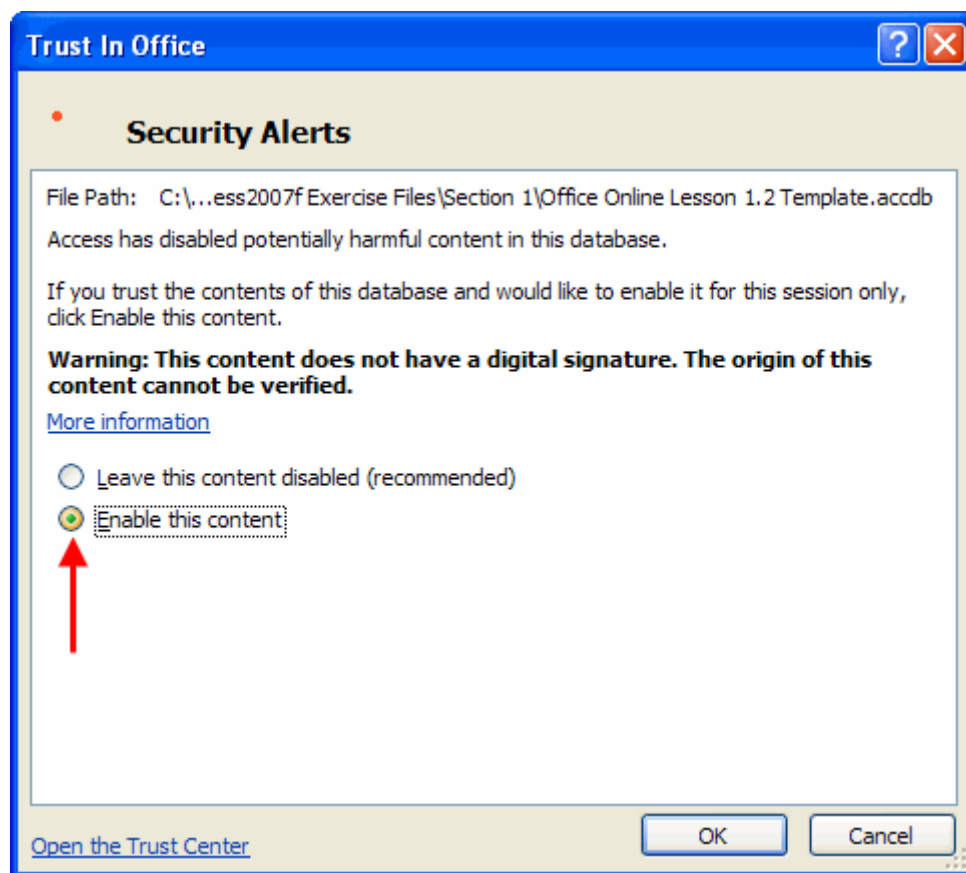 Trust In Office
Security Alerts
File Path: C:\...ess2007f Exercise Files\Section 1\Office Online Lesson 1.2 Template.accdb
Access has disabled potentially harmful content in this database.
If you trust the contents of this database and would like to enable it for this session only,
click Enable this content.
Warning: This content does not have a digital signature. The origin of this
content cannot be verified.
More information
Leave this content disabled (recommended)
Enable this content
Open the Trust Center
OK
Cancel